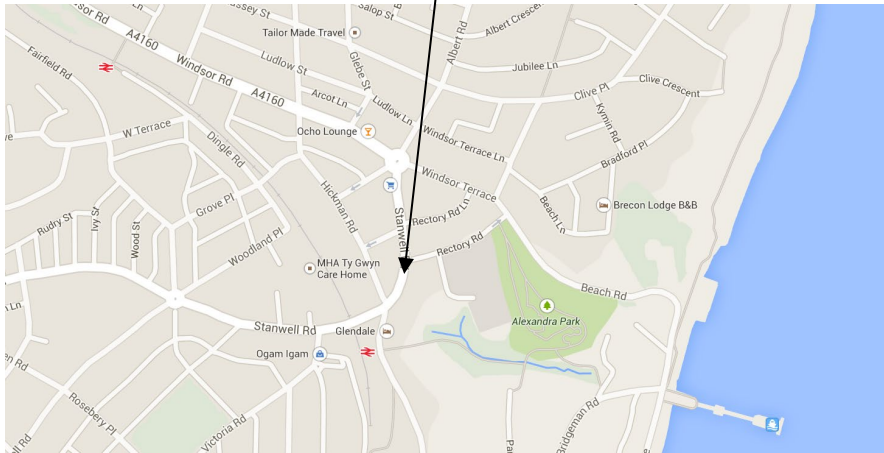 Salop St
Albert Crescent
Tailor Made Travel
Albert Rd
A4160
Glebe St
Fairfield Rd
Windsor Rd
Ludlow St
Jubilee Ln
A4160
Arcot Ln
Ludlow Ln
Clive Pl
Clive Crescent
Kymin Rd
W Terrace
Ocho Lounge
Dingle Rd
Windsor Terrace Ln
Bradford Pl
Windsor Terrace
Hickman Rd
Stanwell
Grove Pl
Rudry St
Ivy St
Wood St
Rectory Rd Ln
Beach Ln
Brecon Lodge B&B
Woodland Pl
Rectory Rd
MHA Ty Gwyn
Care Home
Beach Rd
Alexandra Park
Stanwell Rd
Glendale
Ogam Igam
Rosebery Pl
Victoria Rd
Bridgeman Rd